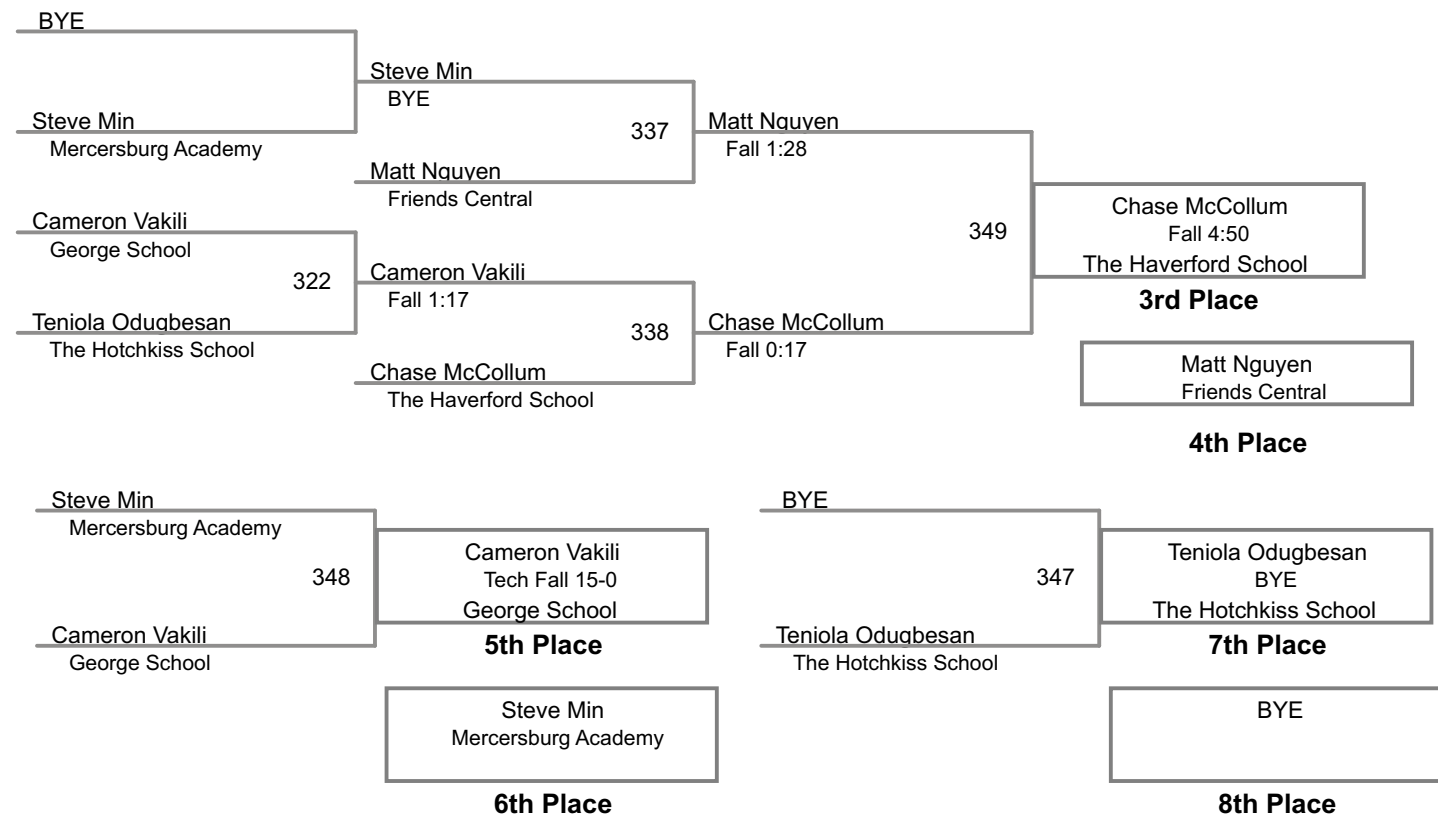 BYE
Steve Min
BYE
Steve Min
Mercersburg Academy
337
Matt Nguyen
Fall 1:28
Matt Nguyen
Friends Central
Cameron Vakili
George School
322
Cameron Vakili
Fall 1:17
Teniola Odugbesan
The Hotchkiss School
338
Chase McCollum
Fall 0:17
Chase McCollum
The Haverford School
349
Chase McCollum
Fall 4:50
The Haverford School
3rd Place
Matt Nguyen
Friends Central
4th Place
Steve Min
Mercersburg Academy
348
Cameron Vakili
George School
Cameron Vakili
Tech Fall 15-0
George School
5th Place
Steve Min
Mercersburg Academy
6th Place
BYE
347
Teniola Odugbesan
The Hotchkiss School
Teniola Odugbesan
BYE
The Hotchkiss School
7th Place
BYE
8th Place